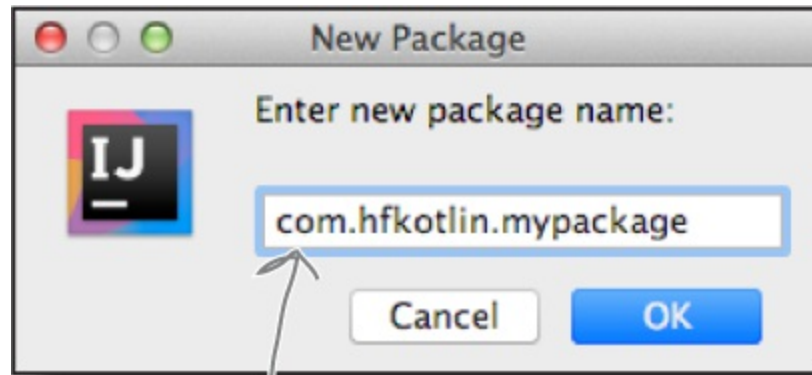 New Package
Enter new package name:
IJ
com.hfkotlin.mypackage
Cancel
OK